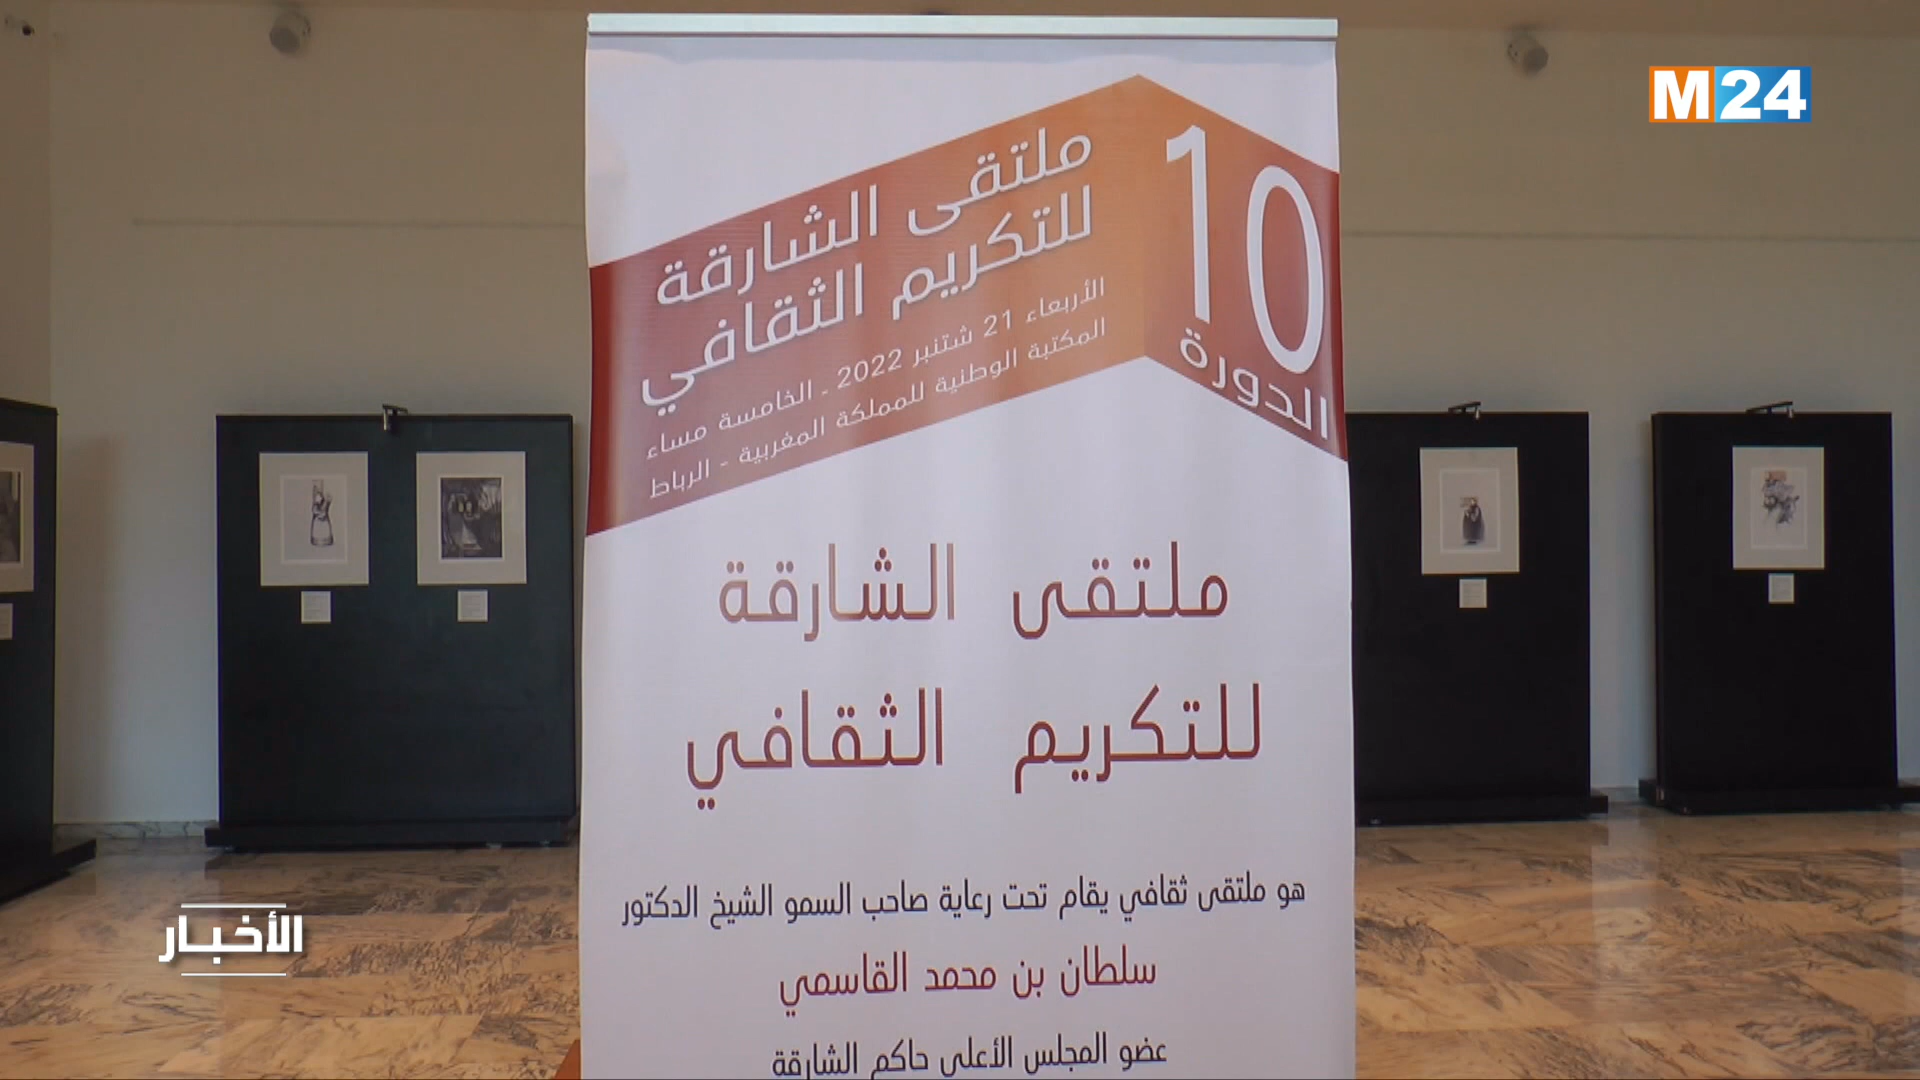 M24
10
الدورة
ملتقى الشارقة
للتكريم الثقافي
الأربعاء 21 شتنبر 2022 - الخامسة مساء
المكتبة الوطنية للمملكة المغربية - الرباط
ملتقى الشارقة
للتكريم الثقافي
هو ملتقى ثقافي يقام تحت رعاية صاحب السمو الشيخ الدكتور
سلطان بن محمد القاسمي
عضو المجلس الأعلى حاكم الشارقة
الأخبار